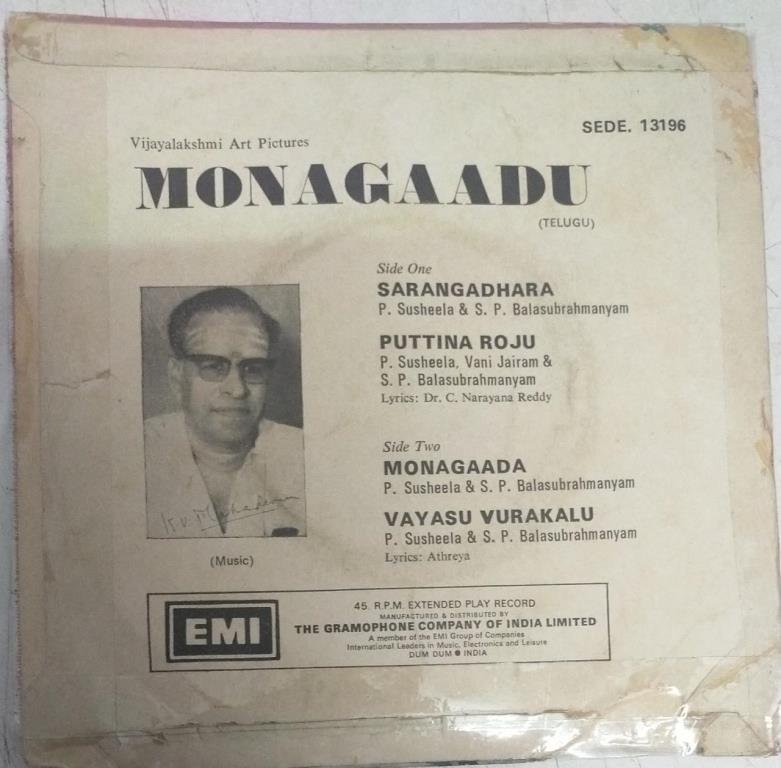 SEDE. 13196
Vijayalakshmi Art Pictures
MONAGAADU
(TELUGU)
Side One
SARANGADHARA
P. Susheela & S. P. Balasubrahmanyam
PUTTINA ROJU
P. Susheela, Vani Jairam &
S. P. Balasubrahmanyam
Lyrics: Dr. C. Narayana Reddy
Side Two
MONAGAADA
P. Susheela & S. P. Balasubrahmanyam
VAYASU VURAKALU
P. Susheela & S. P. Balasubrahmanyam
Lyrics: Athreya
K.V. Mahadevan
(Music)
EMI
45 R.P.M. EXTENDED PLAY RECORD
MANUFACTURED & DISTRIBUTED BY
THE GRAMOPHONE COMPANY OF INDIA LIMITED
A member of the EMI Group of Companies
International Leaders in Music, Electronics and Leisure
DUM DUM ● INDIA